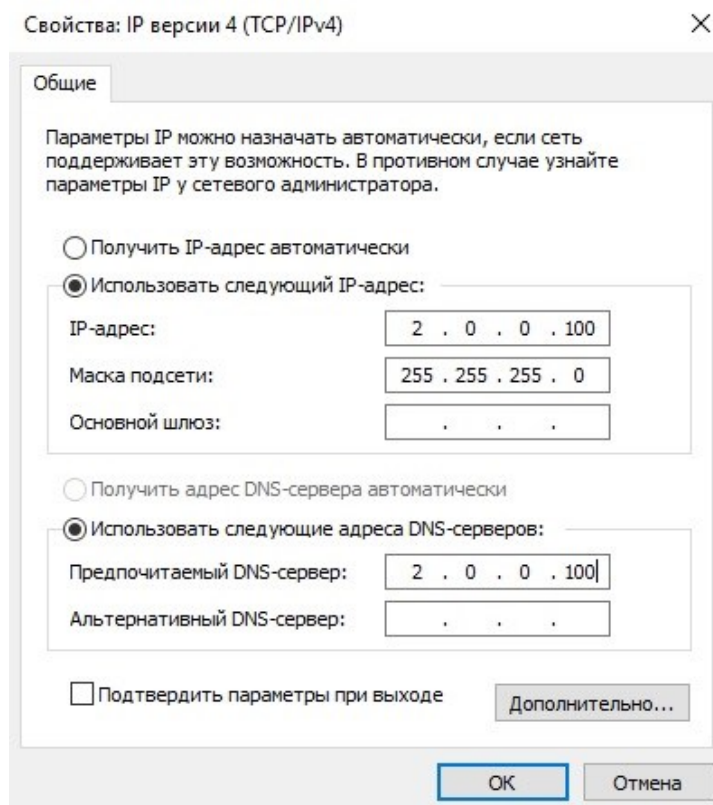 Свойства: IP версии 4 (TCP/IPv4)
Общие
Параметры IP можно назначать автоматически, если сеть
поддерживает эту возможность. В противном случае узнайте
параметры IP у сетевого администратора.
Получить IP-адрес автоматически
Использовать следующий IP-адрес:
IP-адрес: 2 . 0 . 0 . 100
Маска подсети: 255 . 255 . 255 . 0
Основной шлюз: . . .
Получить адрес DNS-сервера автоматически
Использовать следующие адреса DNS-серверов:
Предпочитаемый DNS-сервер: 2 . 0 . 0 . 100
Альтернативный DNS-сервер: . . .
Подтвердить параметры при выходе Дополнительно...
OK Отмена